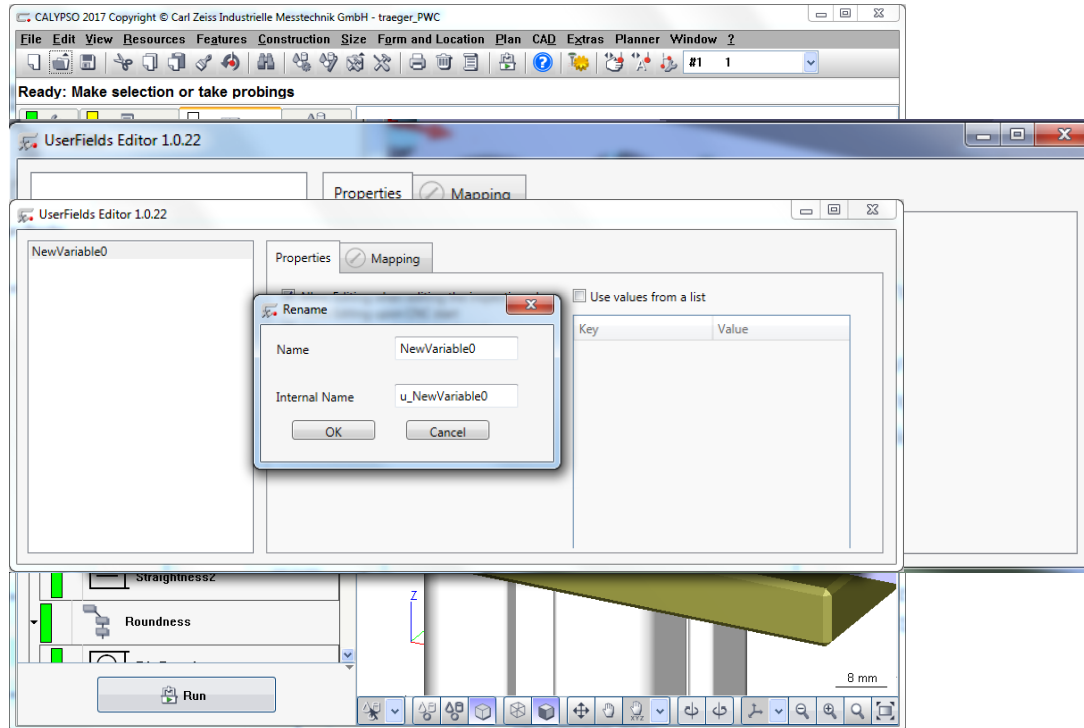 CALYPSO 2017 Copyright © Carl Zeiss Industrielle Messtechnik GmbH - traeger_PWC
File Edit View Resources Features Construction Size Form and Location Plan CAD Extras Planner Window ?
#1 1
Ready: Make selection or take probings
UserFields Editor 1.0.22
Properties Mapping
UserFields Editor 1.0.22
NewVariable0
Properties Mapping
Use values from a list
Rename
Key Value
Name NewVariable0
Internal Name u_NewVariable0
OK Cancel
Straightness2
Z
Roundness
8 mm
Run